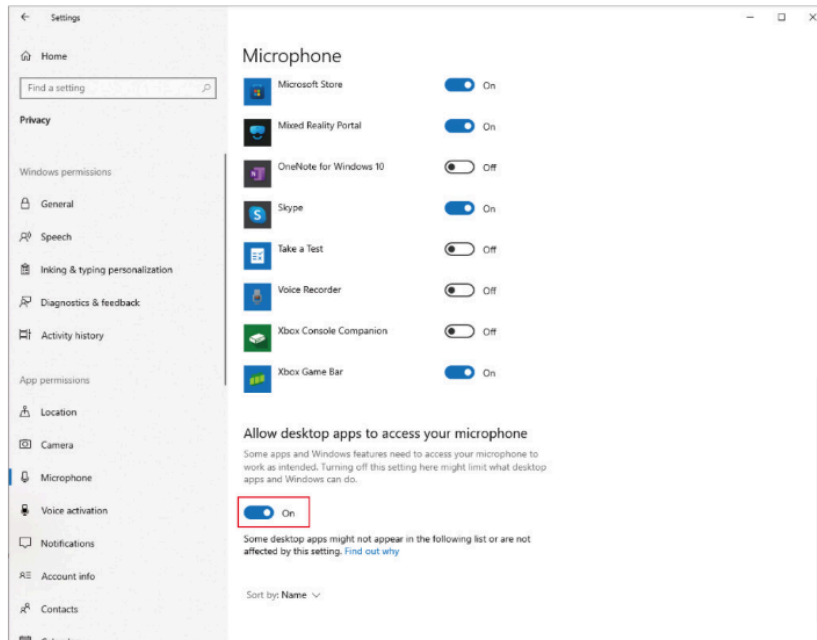 Settings
Home
Find a setting
Privacy
Windows permissions
General
Speech
Inking & typing personalization
Diagnostics & feedback
Activity history
App permissions
Location
Camera
Microphone
Voice activation
Notifications
Account info
Contacts
Microphone
Microsoft Store
On
Mixed Reality Portal
On
OneNote for Windows 10
Off
Skype
On
Take a Test
Off
Voice Recorder
Off
Xbox Console Companion
Off
Xbox Game Bar
On
Allow desktop apps to access your microphone
Some apps and Windows features need to access your microphone to
work as intended. Turning off this setting here might limit what desktop
apps and Windows can do.
On
Some desktop apps might not appear in the following list or are not
affected by this setting. Find out why
Sort by: Name